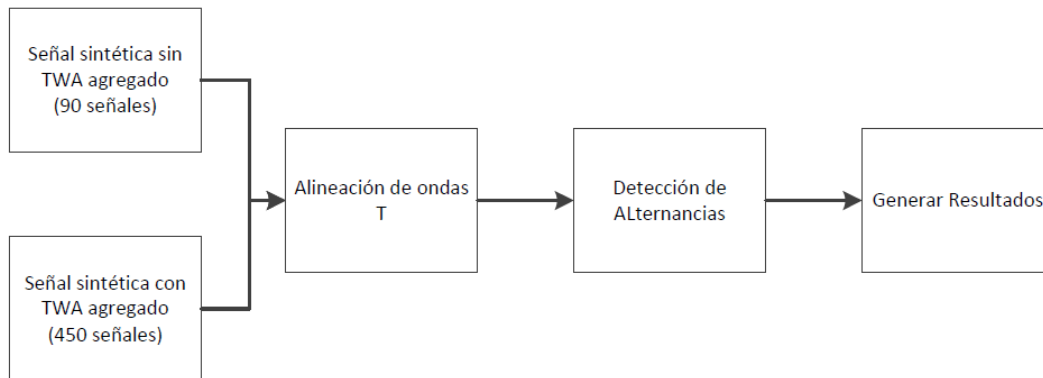 Señal sintética sin
TWA agregado
(90 señales)
Señal sintética con
TWA agregado
(450 señales)
Alineación de ondas
T
Detección de
ALternancias
Generar Resultados